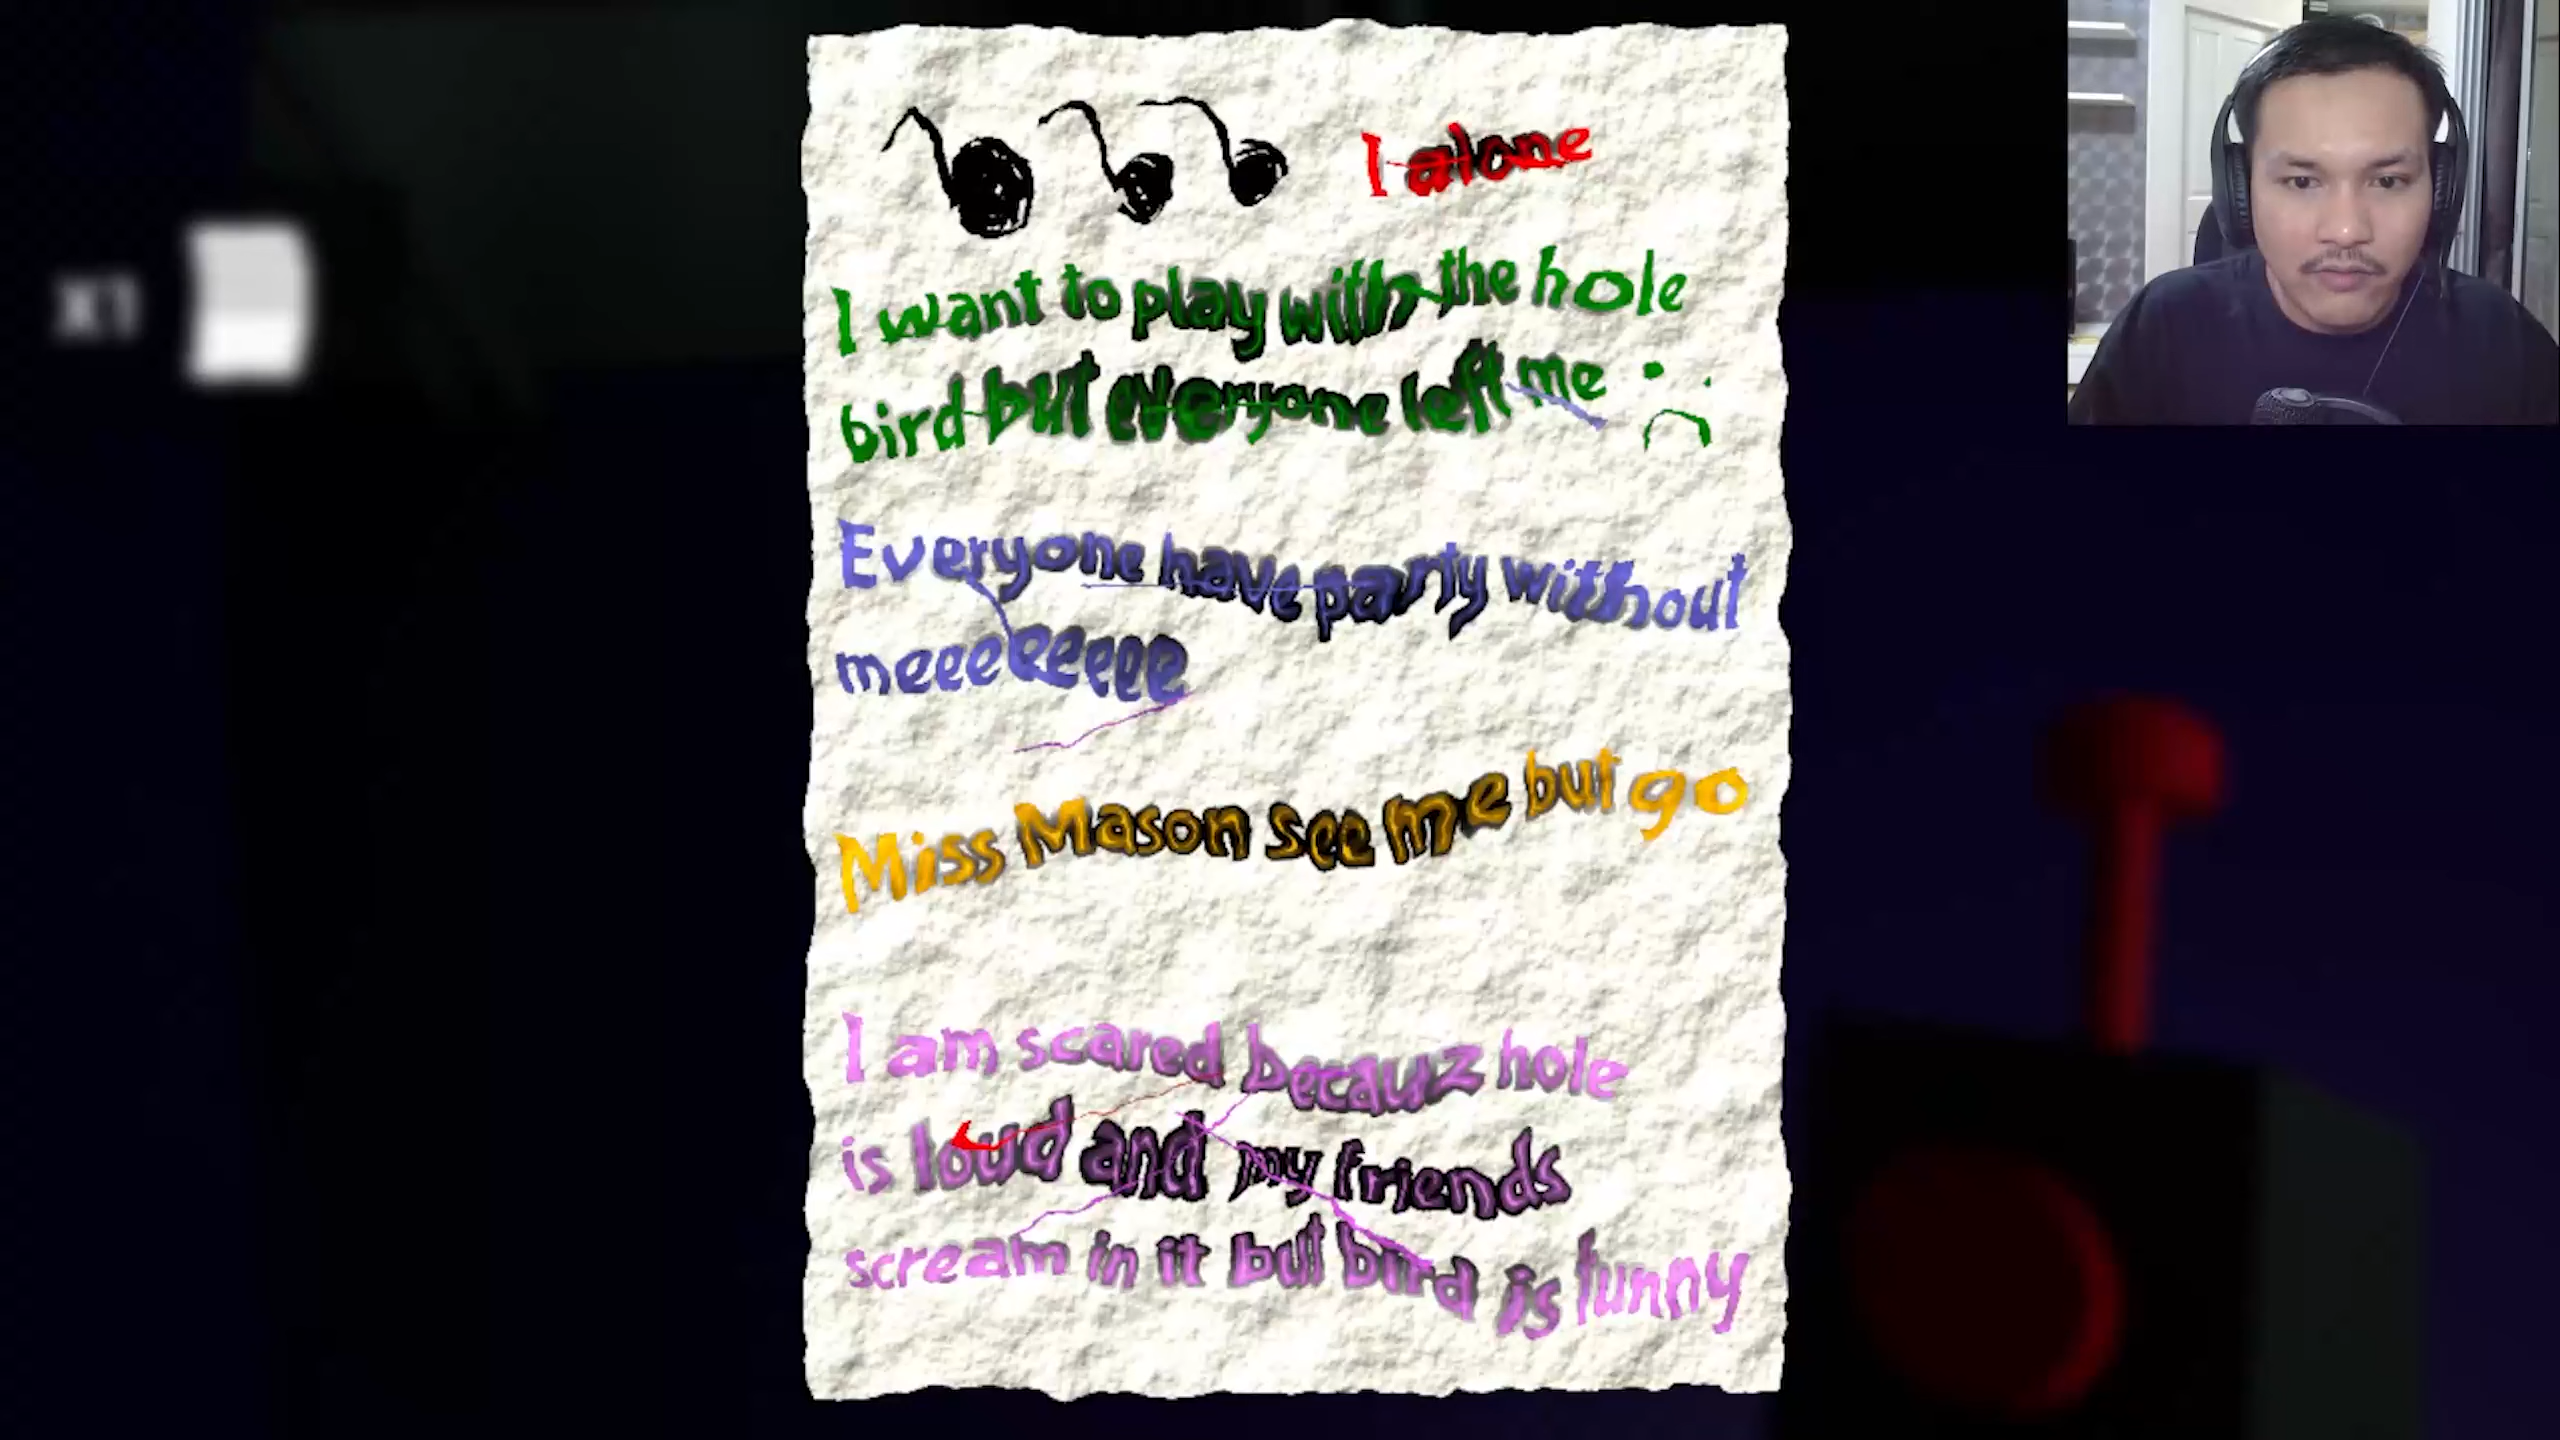 I alone
I want to play with the hole
bird but everyone left me :(
Everyone have party without
meeeeeeee
Miss Mason see me but go
I am scared becauz hole
is loud and my friends
scream in it but bird is funny
X1